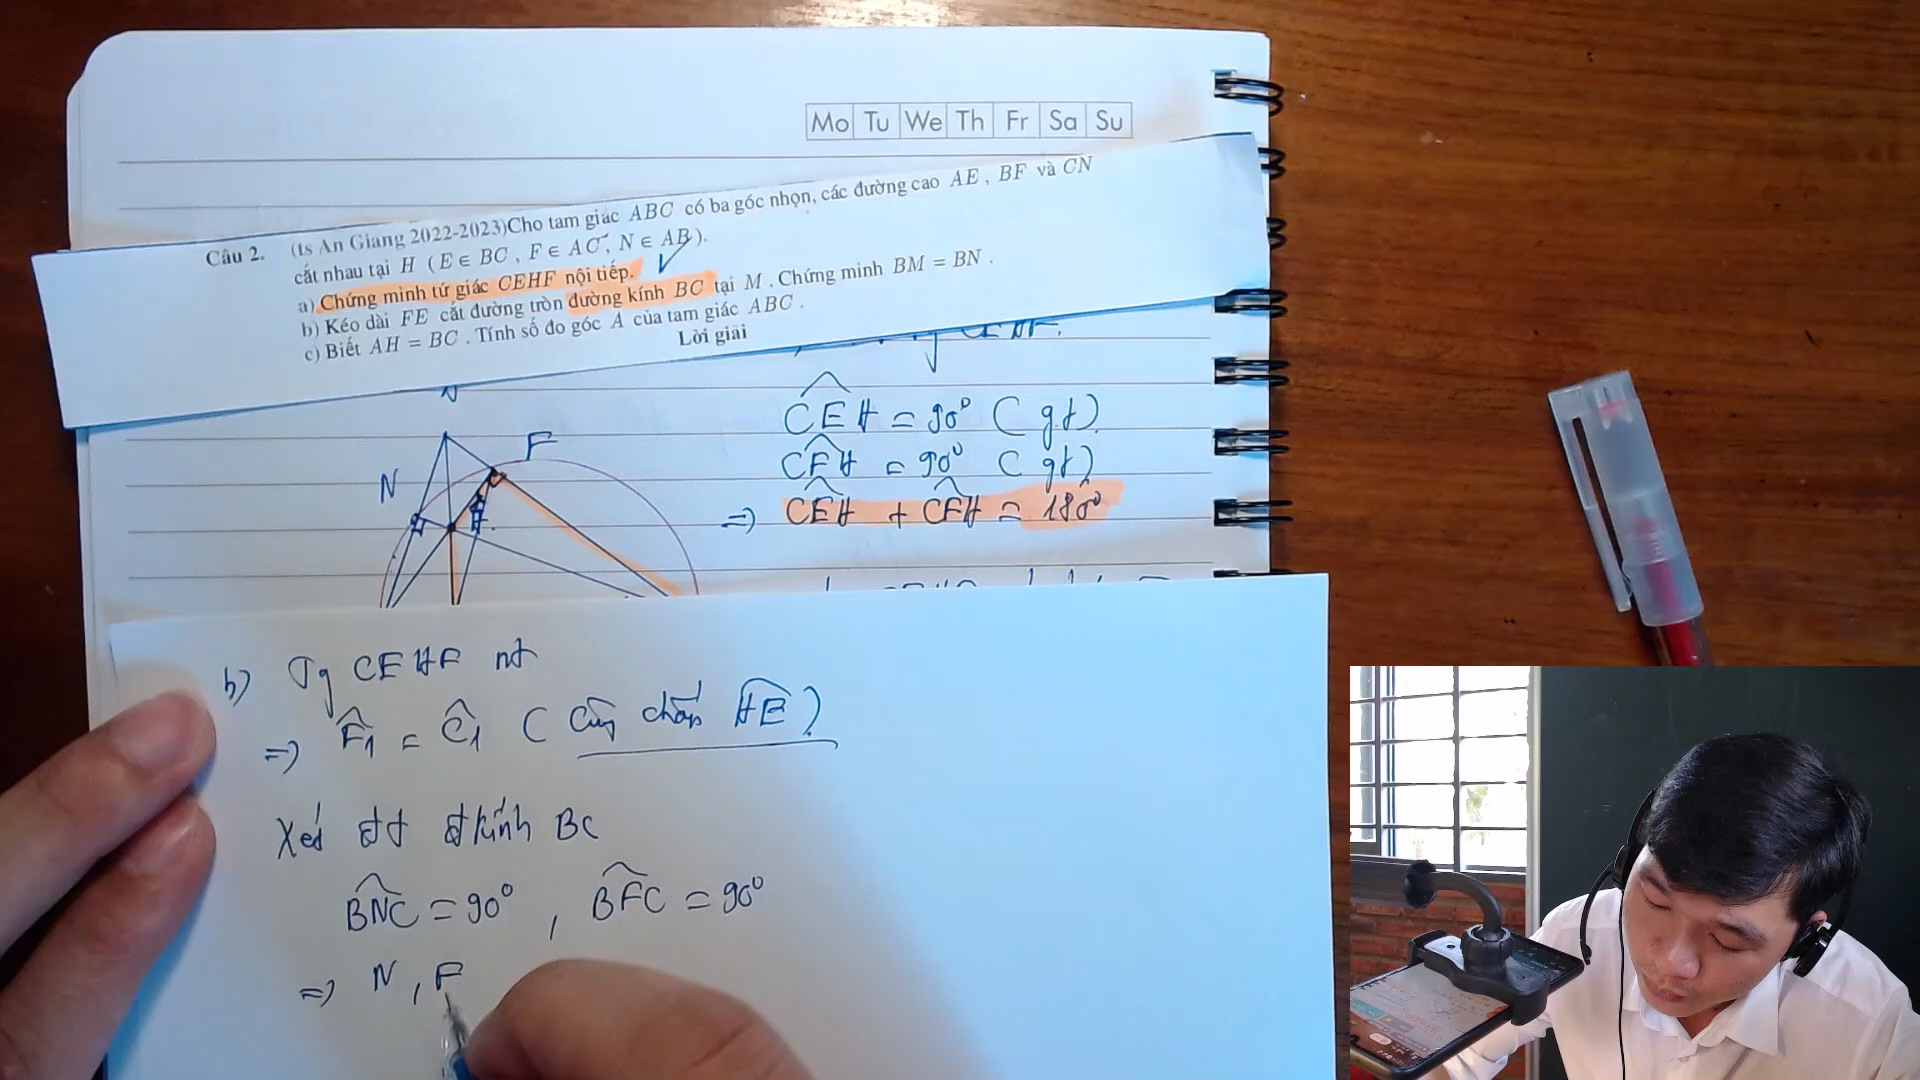 Mo Tu We Th Fr Sa Su
Câu 2. (ts An Giang 2022-2023)Cho tam giác ABC có ba góc nhọn, các đường cao AE , BF và CN
cắt nhau tại H (E ∈ BC , F ∈ AC , N ∈ AB ).
a) Chứng minh tứ giác CEHF nội tiếp.
b) Kéo dài FE cắt đường tròn đường kính BC tại M . Chứng minh BM = BN .
c) Biết AH = BC . Tính số đo góc A của tam giác ABC .
Lời giải
CEH = 90° ( gt)
CFH = 90° ( gt)
=> CEH + CFH = 180°
F
N
H
b) Tg CEHF nt
=> F̂1 = Ĉ1 ( cùng chắn HE )
Xét đt đkính BC
BNC = 90° , BFC = 90°
=> N , F